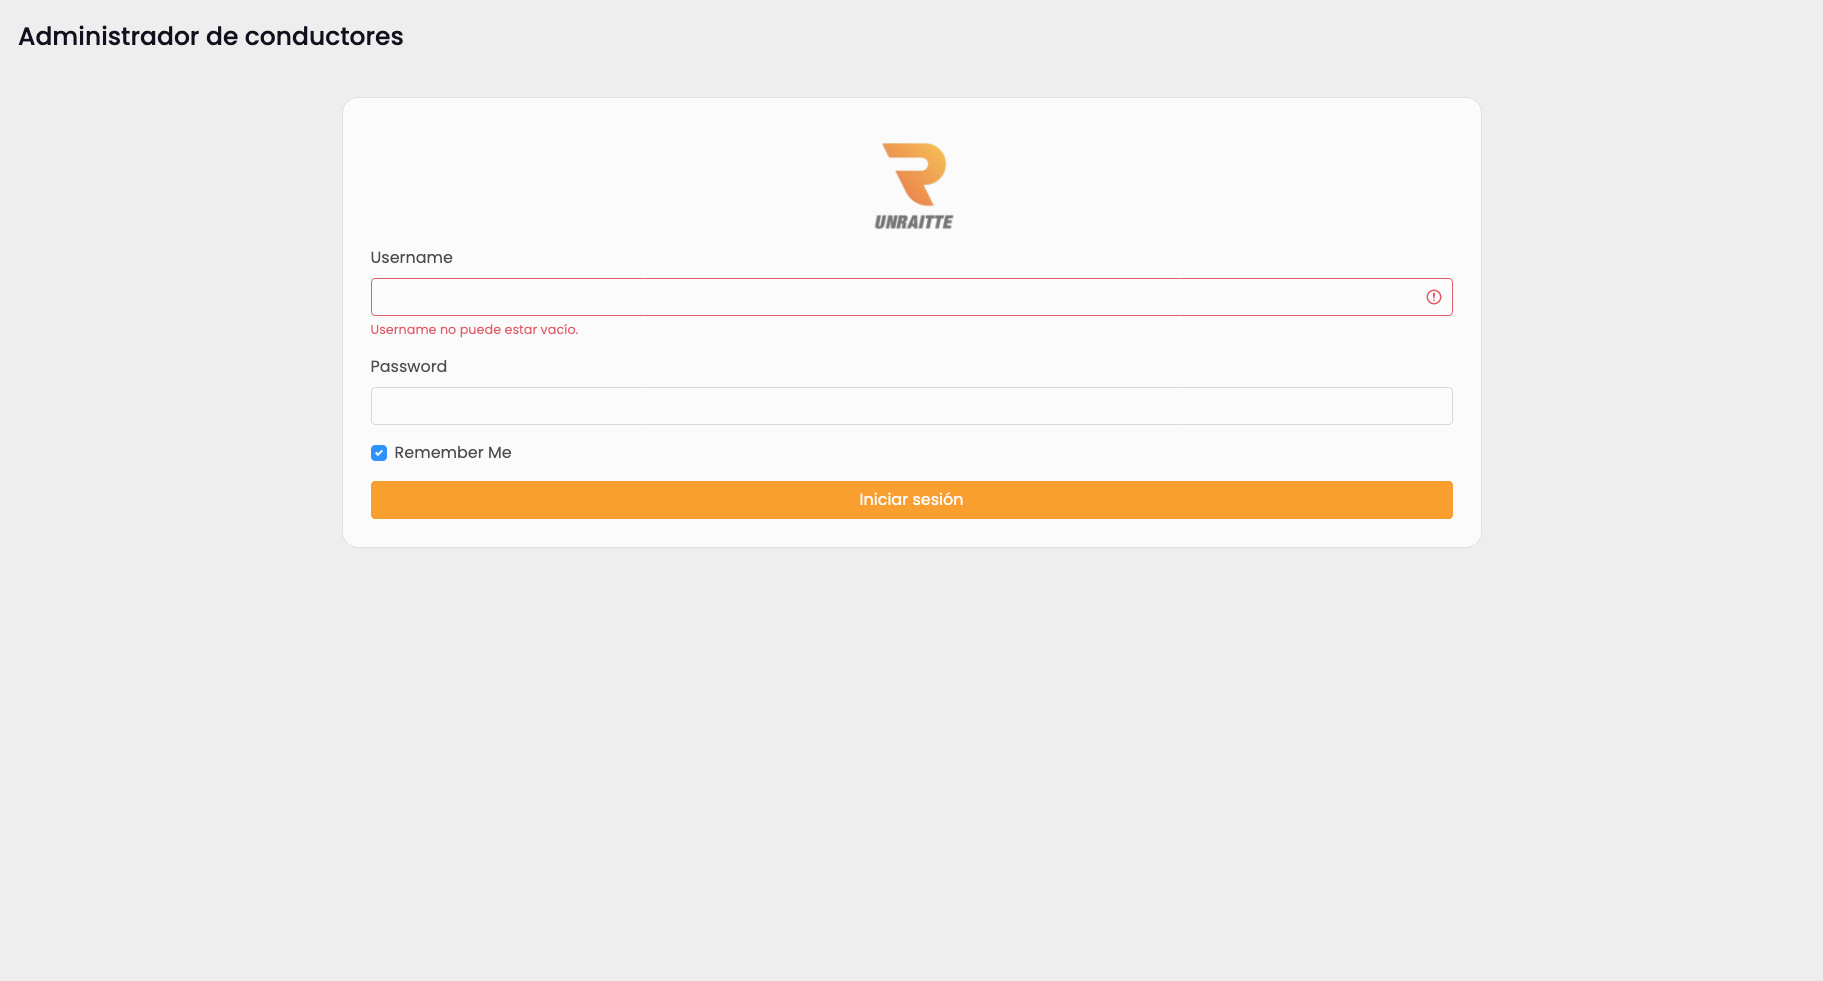 Administrador de conductores
UNRAITTE
Username
Username no puede estar vacío.
Password
Remember Me
Iniciar sesión